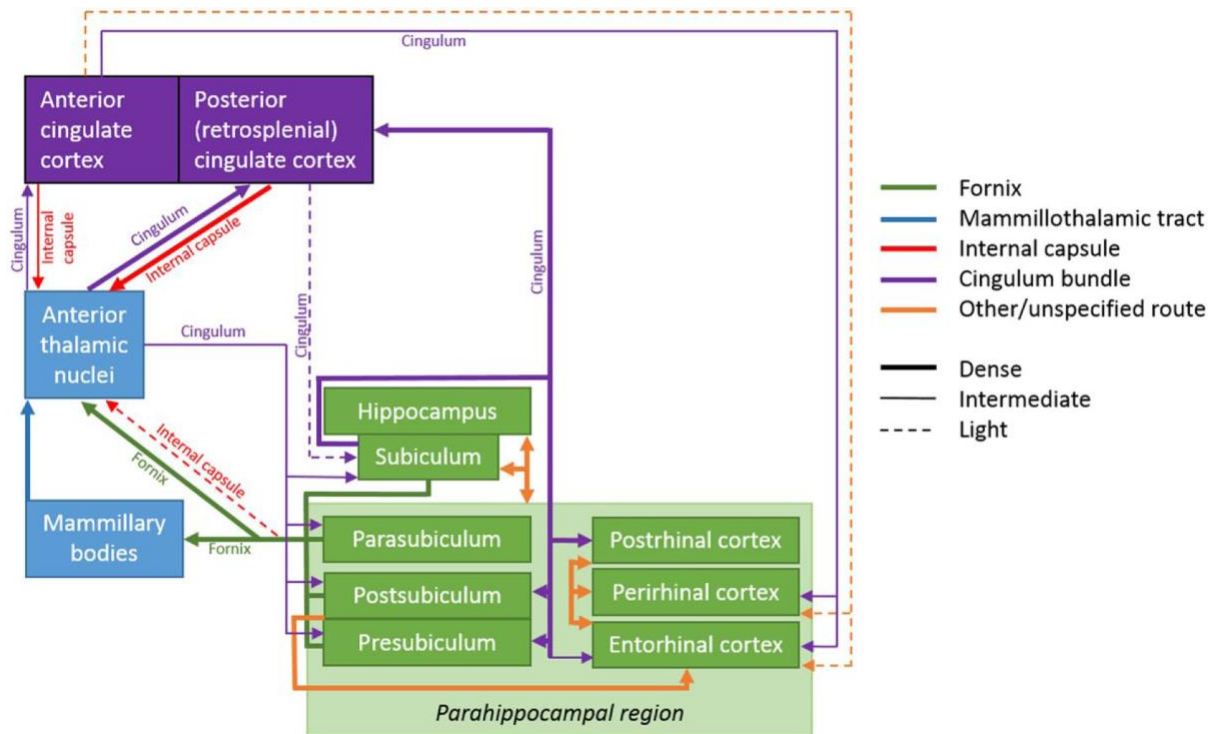 Cingulum
Anterior
cingulate
cortex
Posterior
(retrosplenial)
cingulate cortex
Cingulum
Internal
capsule
Cingulum
Internal capsule
Cingulum
Cingulum
Fornix
Mammillothalamic tract
Internal capsule
Cingulum bundle
Other/unspecified route
Dense
Intermediate
Light
Anterior
thalamic
nuclei
Cingulum
Hippocampus
Subiculum
Internal capsule
Fornix
Mammillary
bodies
Fornix
Parasubiculum
Postsubiculum
Presubiculum
Postrhinal cortex
Perirhinal cortex
Entorhinal cortex
Parahippocampal region